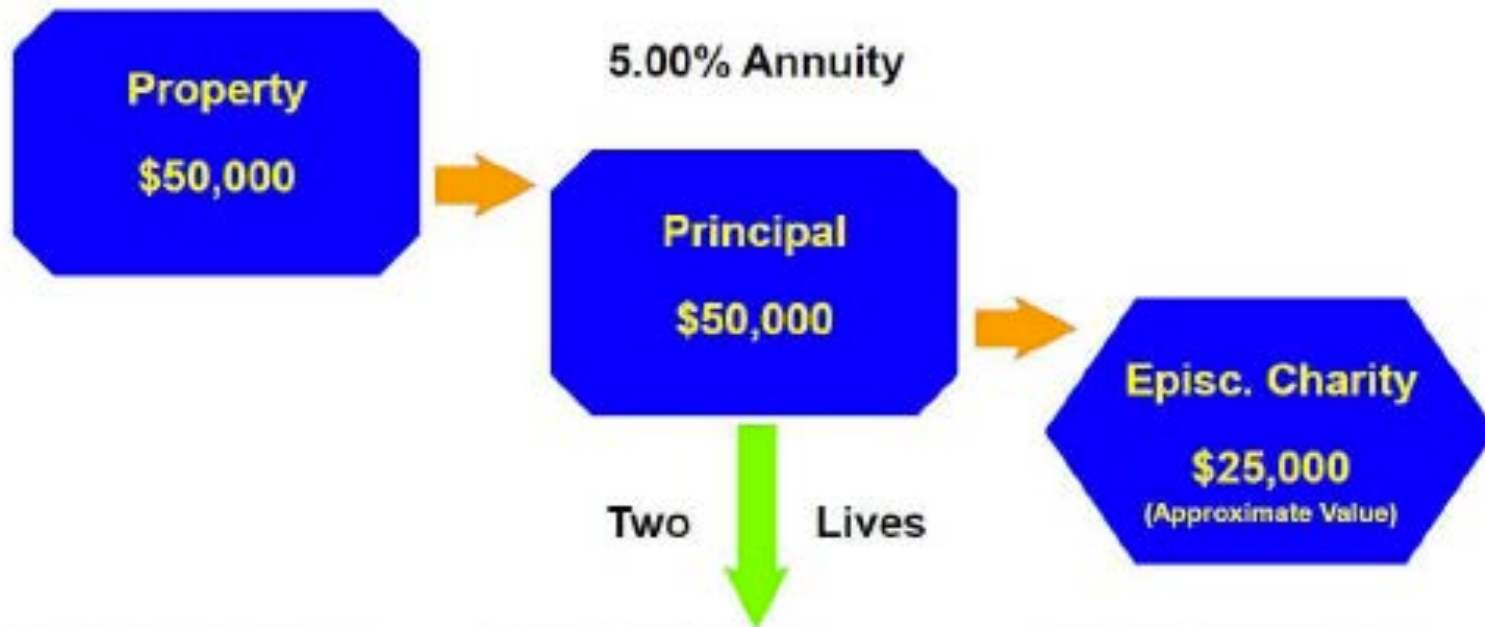 Property
$50,000
5.00% Annuity
Principal
$50,000
Episc. Charity
$25,000
(Approximate Value)
Two Lives